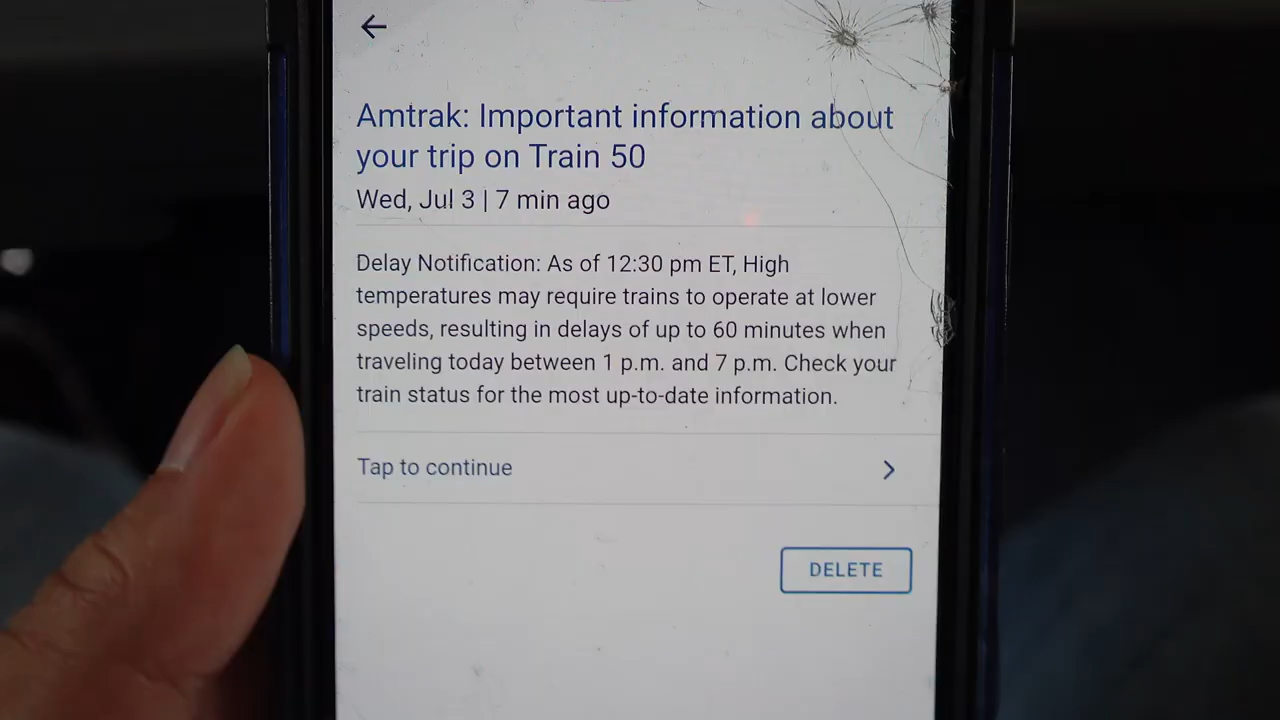 Amtrak: Important information about
your trip on Train 50
Wed, Jul 3 | 7 min ago
Delay Notification: As of 12:30 pm ET, High
temperatures may require trains to operate at lower
speeds, resulting in delays of up to 60 minutes when
traveling today between 1 p.m. and 7 p.m. Check your
train status for the most up-to-date information.
Tap to continue
DELETE